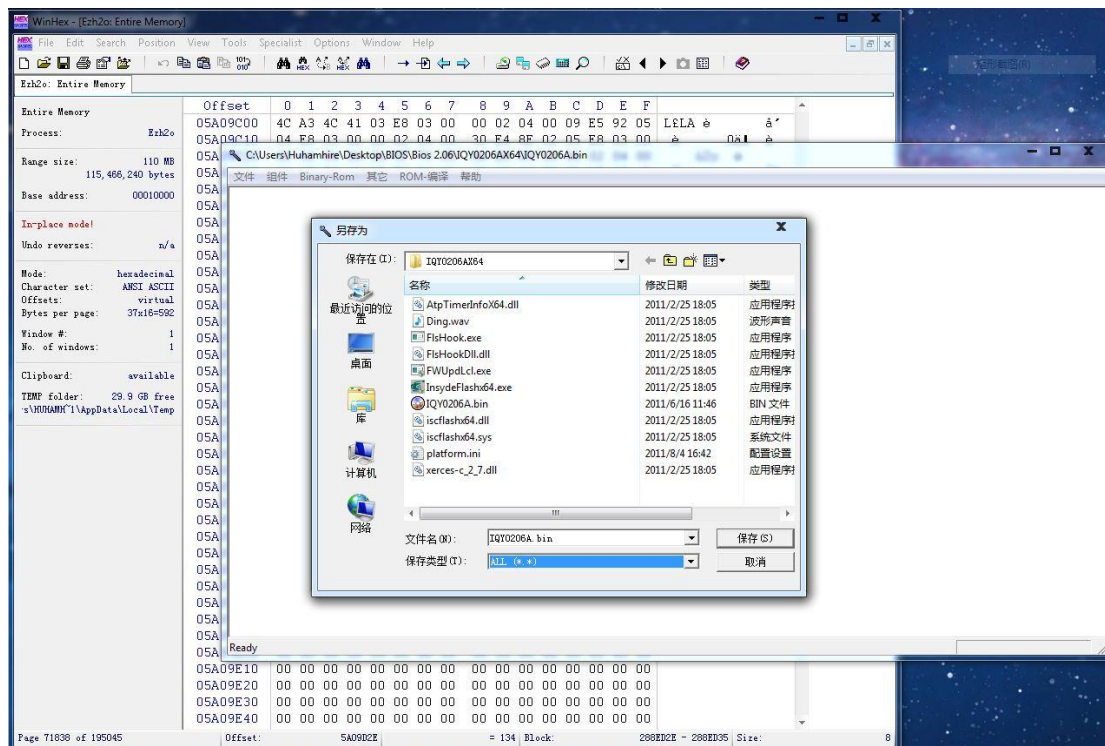 WinHex - [Ezh2o: Entire Memory]
File Edit Search Position View Tools Specialist Options Window Help
Ezh2o: Entire Memory
Entire Memory
Process: Ezh2o
Range size: 110 MB
115,466,240 bytes
Base address: 00010000
In-place mode!
Undo reverses: n/a
Mode: hexadecimal
Character set: ANSI ASCII
Offsets: virtual
Bytes per page: 37x16=592
Window #: 1
No. of windows: 1
Clipboard: available
TEMP folder: 29.9 GB free
's\HUHAMH~1\AppData\Local\Temp
Offset 0 1 2 3 4 5 6 7 8 9 A B C D E F
05A09C00 4C A3 4C 41 03 E8 03 00 00 02 04 00 09 E5 92 05 L£LA è å’
C:\Users\Huhamhire\Desktop\BIOS\Bios 2.06\IQY0206AX64\IQY0206A.bin
文件 组件 Binary-Rom 其它 ROM-编译 帮助
另存为
保存在(I): IQY0206AX64
名称 修改日期 类型
AtpTimerInfoX64.dll 2011/2/25 18:05 应用程序
Ding.wav 2011/2/25 18:05 波形声音
FlsHook.exe 2011/2/25 18:05 应用程序
FlsHookDll.dll 2011/2/25 18:05 应用程序
FWUpdLcl.exe 2011/2/25 18:05 应用程序
InsydeFlashx64.exe 2011/2/25 18:05 应用程序
IQY0206A.bin 2011/6/16 11:46 BIN 文件
iscflashx64.dll 2011/2/25 18:05 应用程序
iscflashx64.sys 2011/2/25 18:05 系统文件
platform.ini 2011/8/4 16:42 配置设置
xerces-c_2_7.dll 2011/2/25 18:05 应用程序
最近访问的位
置
桌面
库
计算机
网络
文件名(N): IQY0206A.bin 保存(S)
保存类型(T): ALL (*.*) 取消
Ready
05A09E10 00 00 00 00 00 00 00 00 00 00 00 00 00 00 00 00
05A09E20 00 00 00 00 00 00 00 00 00 00 00 00 00 00 00 00
05A09E30 00 00 00 00 00 00 00 00 00 00 00 00 00 00 00 00
05A09E40 00 00 00 00 00 00 00 00 00 00 00 00 00 00 00 00
Page 71838 of 195045 Offset: 5A09D2E = 134 Block: 288ED2E - 288ED35 Size: 8